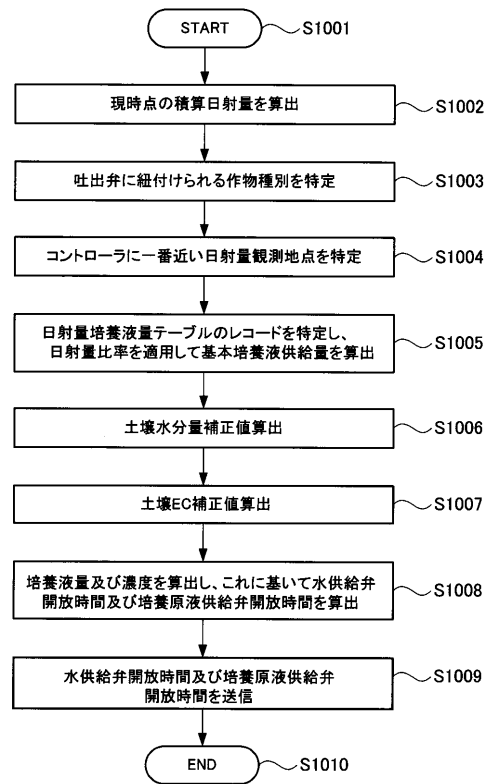 START
S1001
現時点の積算日射量を算出
S1002
吐出弁に紐付けられる作物種別を特定
S1003
コントローラに一番近い日射量観測地点を特定
S1004
日射量培養液量テーブルのレコードを特定し、
日射量比率を適用して基本培養液供給量を算出
S1005
土壌水分量補正値算出
S1006
土壌EC補正値算出
S1007
培養液量及び濃度を算出し、これに基いて水供給弁
開放時間及び培養原液供給弁開放時間を算出
S1008
水供給弁開放時間及び培養原液供給弁
開放時間を送信
S1009
END
S1010